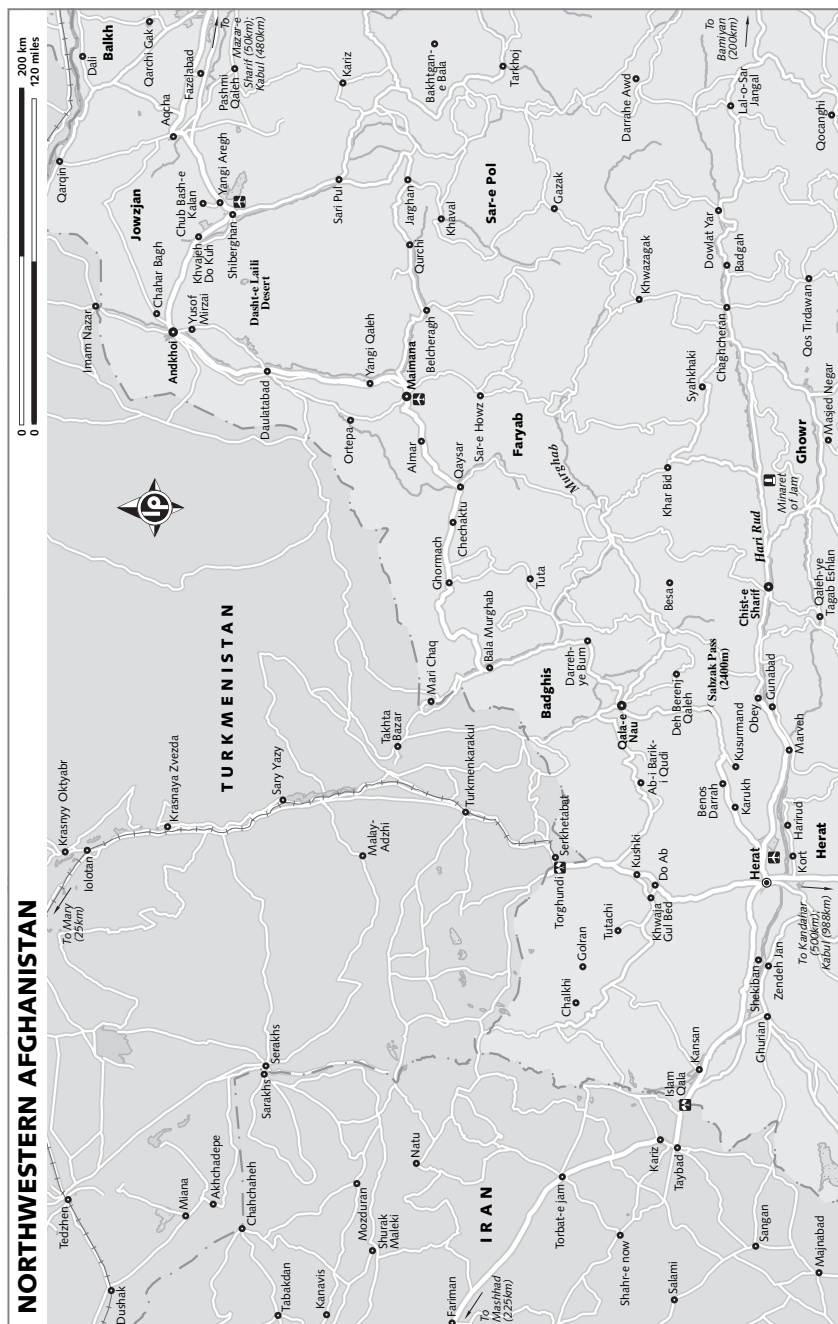 NORTHWESTERN AFGHANISTAN
0
200 km
0
120 miles
Tedzhen
Dushak
Miana
Akhchadepe
Chahchaheh
Tabakdan
Kanavis
Mozduran
Shurak
Maleki
Natu
Fariman
To
Mashhad
(225km)
IRAN
Torbat-e jam
Shahr-e now
Salami
Kariz
Taybad
Sangan
Majnabad
Sarakhs
Serakhs
To Mary
(25km)
Krasnyy Oktyabr
Iolotan
Krasnaya Zvezda
TURKMENISTAN
Sary Yazy
Malay-
Adzhi
Turkmenkarakul
Takhta
Bazar
Serkhetabat
Torghundi
Mari Chaq
Bala Murghab
Ghormach
Chechaktu
Qaysar
Tuta
Almar
Ortepa
Maimana
Yangi Qaleh
Sar-e Howz
Belcheragh
Faryab
Murghab
Daulatabad
Imam Nazar
Andkhoi
Chahar Bagh
Yusof
Mirzai
Jowzjan
Khvajeh
Do Kuh
Chub Bash-e
Kalan
Yangi Aregh
Shiberghan
Dasht-e Laili
Desert
Qarqin
Aqcha
Dali
Balkh
Qarchi Gak
Fazelabad
Pashmi
Qaleh
To
Mazar-e
Sharif (50km);
Kabul (480km)
Sari Pul
Kariz
Jarghan
Qurchi
Khaval
Bakhtgan-
e Bala
Tarkhoj
Sar-e Pol
Gazak
Darrahe Awd
Khwazagak
Dowlat Yar
Badgah
Lal-o-Sar
Jangal
To
Bamiyan
(200km)
Qocanghi
Chaghcheran
Qos Tirdawan
Syahkhaki
Khar Bid
Masjed Negar
Ghowr
Minaret
of Jam
Hari Rud
Chist-e
Sharif
Qaleh-ye
Tagab Eshlan
Besa
Badghis
Darreh-
ye Bum
Qala-e
Nau
Deh Berenj
Qaleh
Sabzak Pass
(2400m)
Ab-i Barik-
i Qudi
Kusurmand
Benos
Darrah
Karukh
Obey
Gunabad
Marveh
Harirud
Kort
Herat
Herat
Kushki
Do Ab
Khwaja
Gul Bed
Tutachi
Golran
Chalkhi
Kansan
Islam
Qala
Shekiban
Zendeh Jan
Ghurian
To Kandahar
(500km);
Kabul (988km)
lp